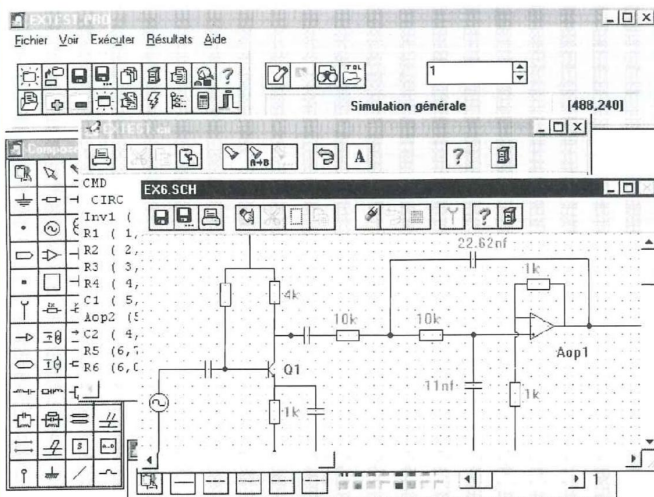 EXTEST.PRO
Fichier Voir Exécuter Résultats Aide
TOL
1
Simulation générale [488,240]
EXTEST.
Compos
A→B A ?
CMD
CIRC
Inv1 (
R1 ( 1,
R2 ( 2,
R3 ( 3,
R4 ( 4,
C1 ( 5,
Aop2 (5
C2 ( 4,
R5 (6,7
R6 (6,0
EX6.SCH
22.62nf
1k
4k
10k
10k
Aop1
Q1
11nf
1k
1k
1